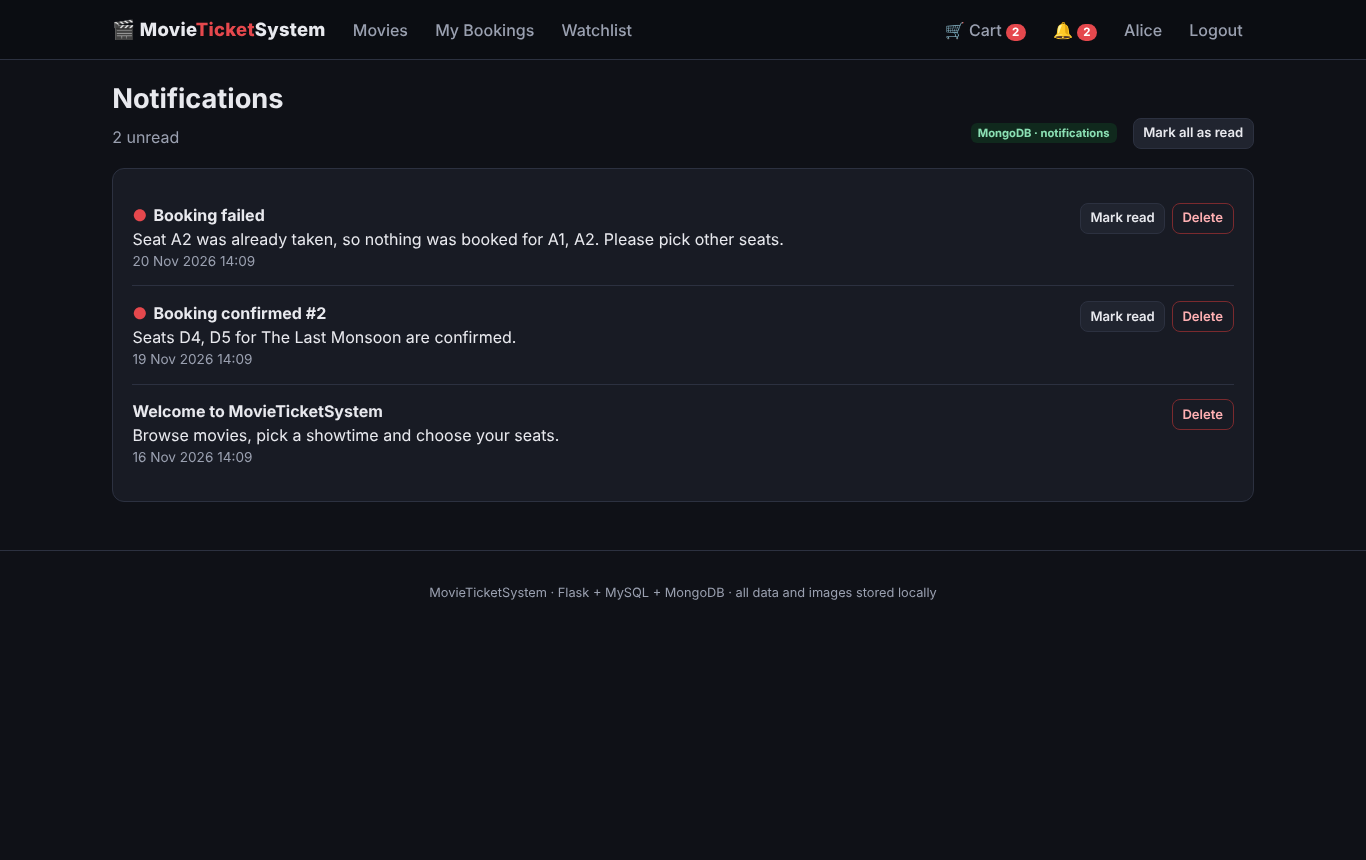 🎬 MovieTicketSystem Movies My Bookings Watchlist 🛒 Cart 2 🔔 2 Alice Logout
Notifications
2 unread MongoDB · notifications Mark all as read
Booking failed Mark read Delete
Seat A2 was already taken, so nothing was booked for A1, A2. Please pick other seats.
20 Nov 2026 14:09
Booking confirmed #2 Mark read Delete
Seats D4, D5 for The Last Monsoon are confirmed.
19 Nov 2026 14:09
Welcome to MovieTicketSystem Delete
Browse movies, pick a showtime and choose your seats.
16 Nov 2026 14:09
MovieTicketSystem · Flask + MySQL + MongoDB · all data and images stored locally